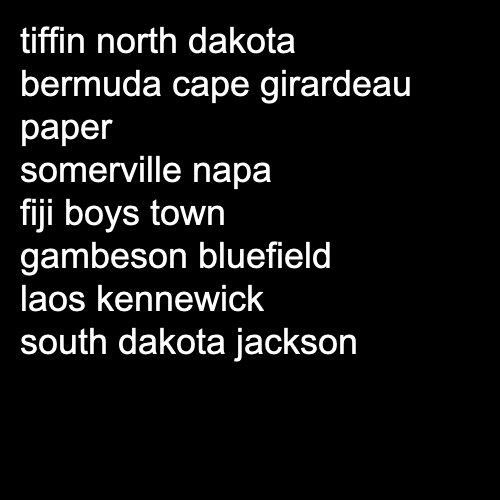 tiffin north dakota
bermuda cape girardeau
paper
somerville napa
fiji boys town
gambeson bluefield
laos kennewick
south dakota jackson